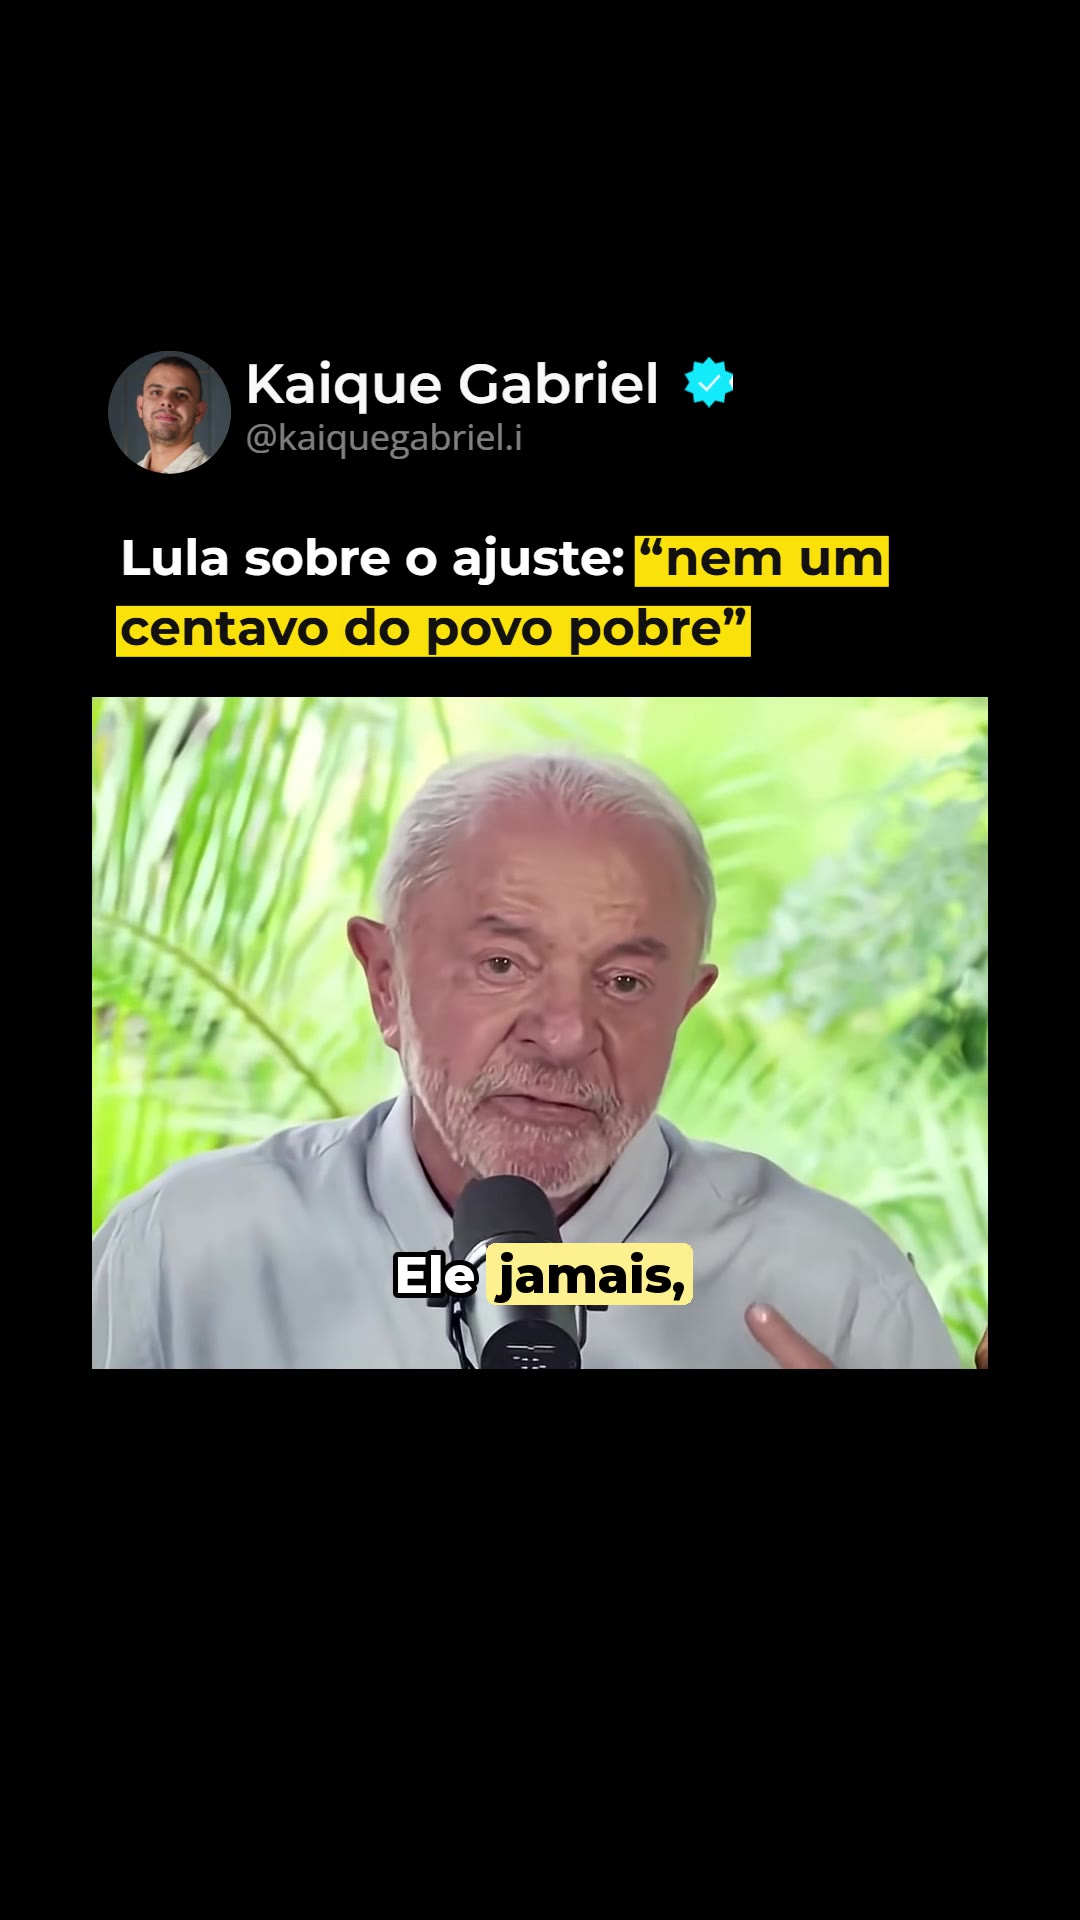 Kaique Gabriel
@kaiquegabriel.i
Lula sobre o ajuste: “nem um
centavo do povo pobre”
Ele jamais,